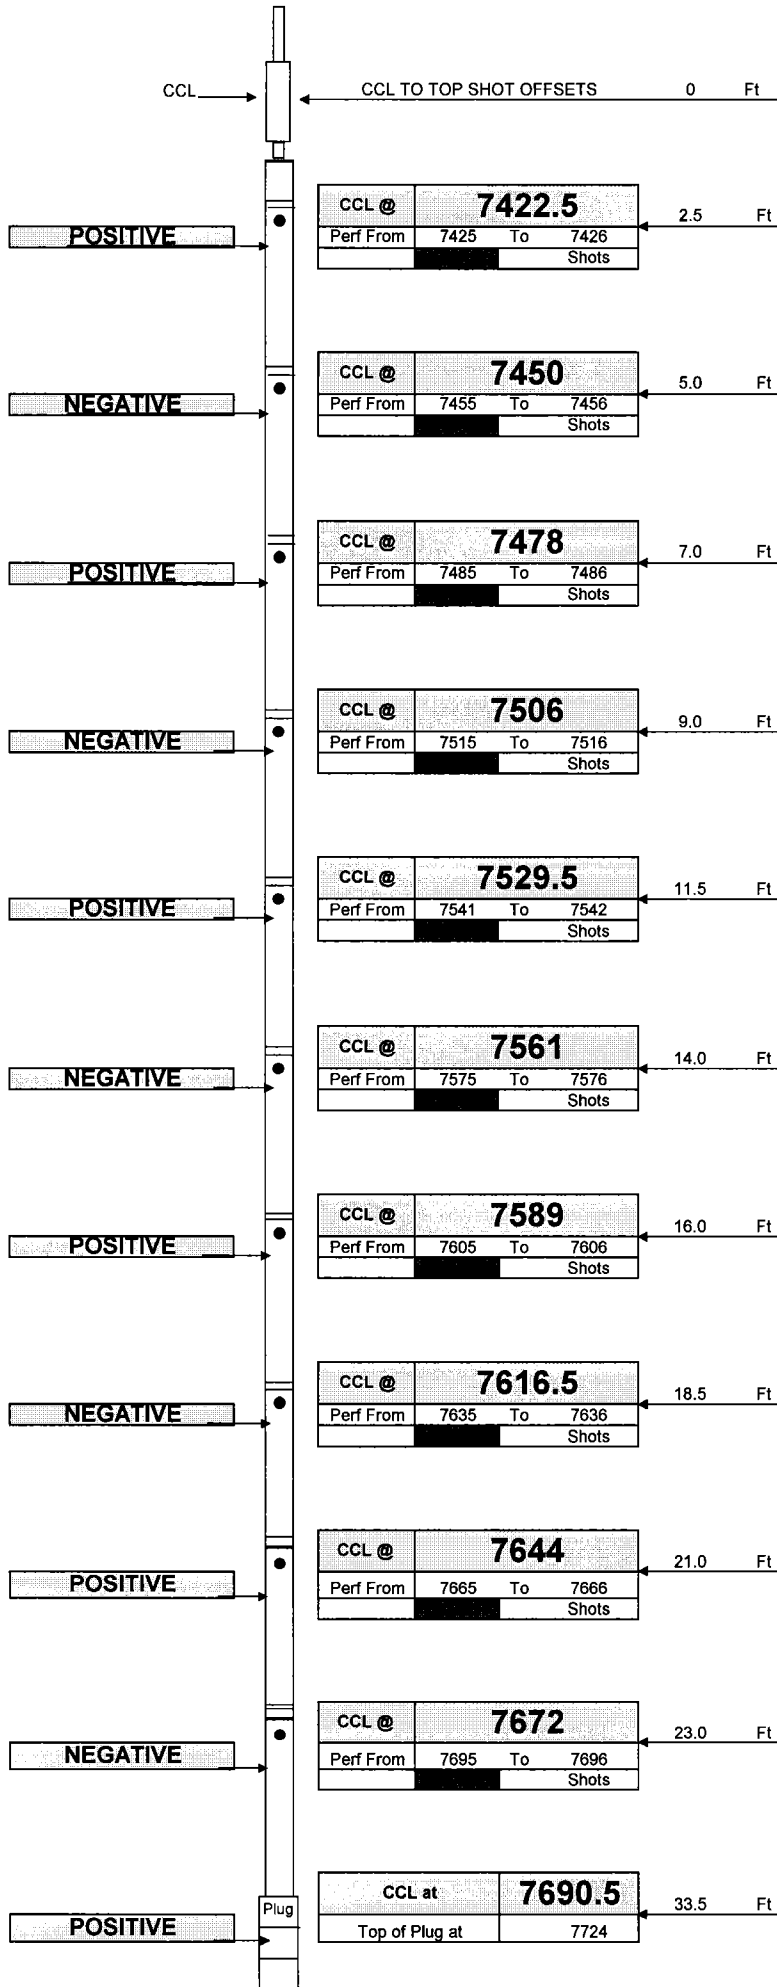 CCL CCL TO TOP SHOT OFFSETS 0 Ft
CCL @ 7422.5
2.5 Ft
POSITIVE Perf From 7425 To 7426
Shots
CCL @ 7450
5.0 Ft
NEGATIVE Perf From 7455 To 7456
Shots
CCL @ 7478
7.0 Ft
POSITIVE Perf From 7485 To 7486
Shots
CCL @ 7506
9.0 Ft
NEGATIVE Perf From 7515 To 7516
Shots
CCL @ 7529.5
11.5 Ft
POSITIVE Perf From 7541 To 7542
Shots
CCL @ 7561
14.0 Ft
NEGATIVE Perf From 7575 To 7576
Shots
CCL @ 7589
16.0 Ft
POSITIVE Perf From 7605 To 7606
Shots
CCL @ 7616.5
18.5 Ft
NEGATIVE Perf From 7635 To 7636
Shots
CCL @ 7644
21.0 Ft
POSITIVE Perf From 7665 To 7666
Shots
CCL @ 7672
23.0 Ft
NEGATIVE Perf From 7695 To 7696
Shots
CCL at 7690.5
Plug 33.5 Ft
POSITIVE Top of Plug at 7724